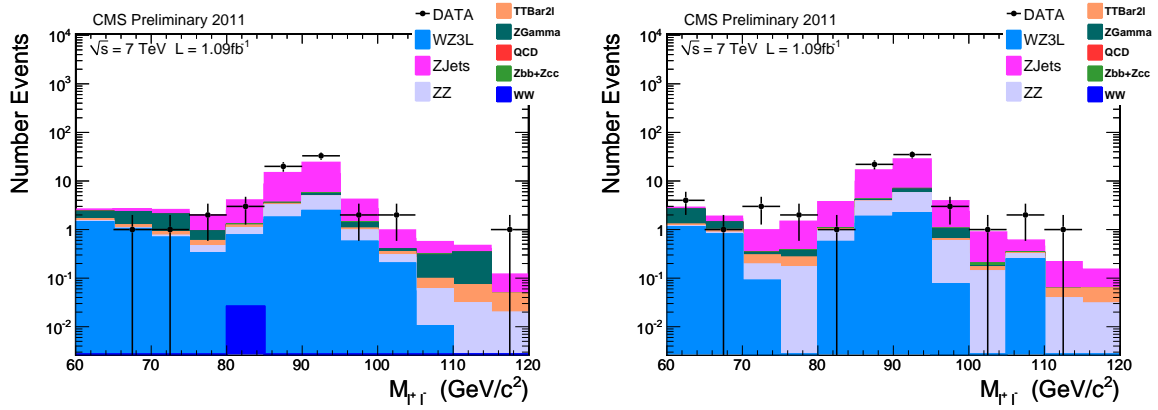 CMS Preliminary 2011
√s = 7 TeV L = 1.09fb⁻¹
DATA
WZ3L
ZJets
ZZ
TTBar2l
ZGamma
QCD
Zbb+Zcc
WW
Number Events
10⁴
10³
10²
10
1
10⁻¹
10⁻²
60 70 80 90 100 110 120
M_l⁺l⁻ (GeV/c²)
CMS Preliminary 2011
√s = 7 TeV L = 1.09fb⁻¹
DATA
WZ3L
ZJets
ZZ
TTBar2l
ZGamma
QCD
Zbb+Zcc
WW
Number Events
10⁴
10³
10²
10
1
10⁻¹
10⁻²
60 70 80 90 100 110 120
M_l⁺l⁻ (GeV/c²)